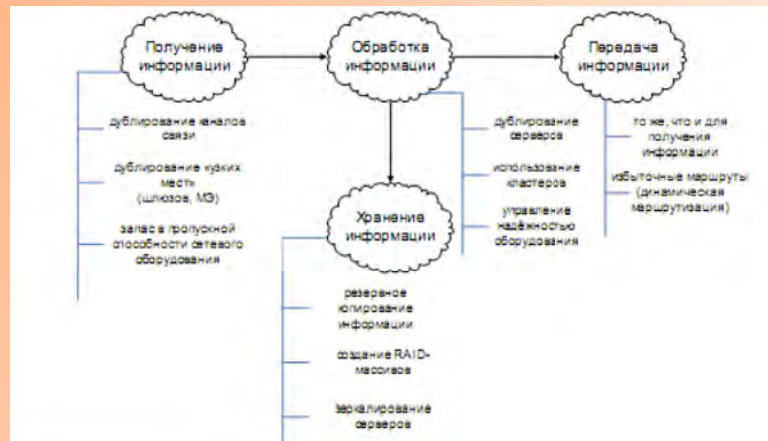 Получение
информации
дублирование каналов
связи
дублирование «узких
мест»
(шлюзов, МЭ)
запас в пропускной
способности сетевого
оборудования
Обработка
информации
дублирование
серверов
использование
кластеров
управление
надёжностью
оборудования
Передача
информации
то же, что и для
получения
информации
избыточные маршруты
(динамическая
маршрутизация)
Хранение
информации
резервное
копирование
информации
создание RAID-
массивов
зеркалирование
серверов